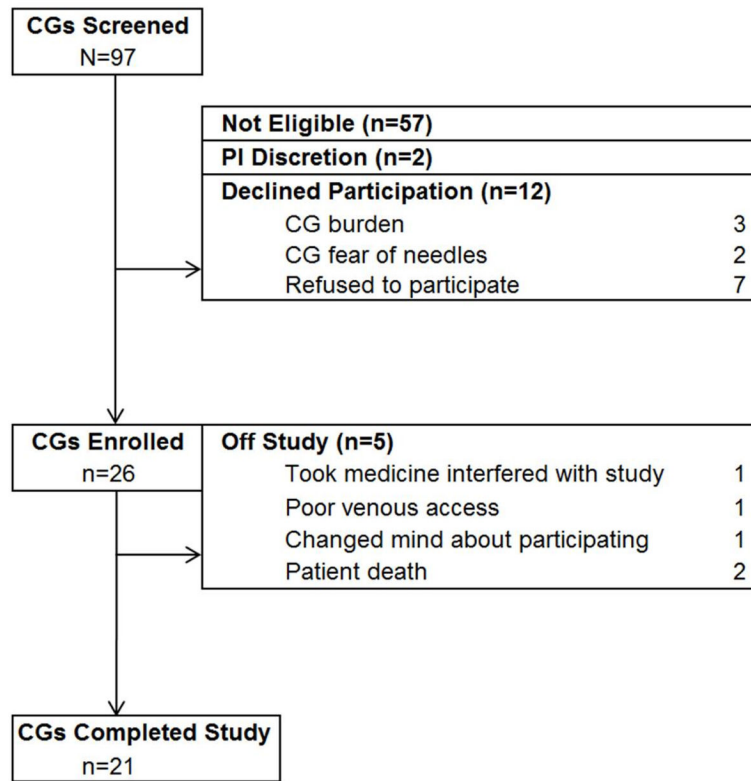 CGs Screened
N=97
Not Eligible (n=57)
PI Discretion (n=2)
Declined Participation (n=12)
CG burden 3
CG fear of needles 2
Refused to participate 7
CGs Enrolled
n=26
Off Study (n=5)
Took medicine interfered with study 1
Poor venous access 1
Changed mind about participating 1
Patient death 2
CGs Completed Study
n=21